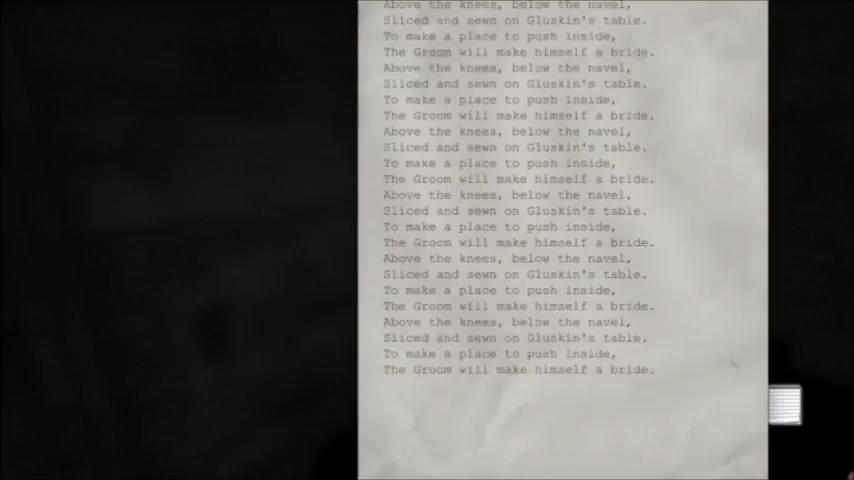 Above the knees, below the navel,
Sliced and sewn on Gluskin's table.
To make a place to push inside,
The Groom will make himself a bride.
Above the knees, below the navel,
Sliced and sewn on Gluskin's table.
To make a place to push inside,
The Groom will make himself a bride.
Above the knees, below the navel,
Sliced and sewn on Gluskin's table.
To make a place to push inside,
The Groom will make himself a bride.
Above the knees, below the navel,
Sliced and sewn on Gluskin's table.
To make a place to push inside,
The Groom will make himself a bride.
Above the knees, below the navel,
Sliced and sewn on Gluskin's table.
To make a place to push inside,
The Groom will make himself a bride.
Above the knees, below the navel,
Sliced and sewn on Gluskin's table.
To make a place to push inside,
The Groom will make himself a bride.